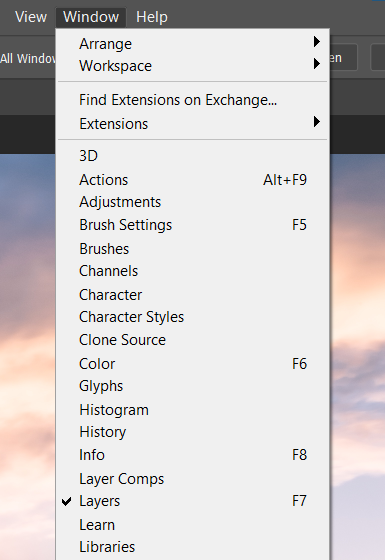 View Window Help
All Window
en
Arrange
Workspace
Find Extensions on Exchange...
Extensions
3D
Actions Alt+F9
Adjustments
Brush Settings F5
Brushes
Channels
Character
Character Styles
Clone Source
Color F6
Glyphs
Histogram
History
Info F8
Layer Comps
Layers F7
Learn
Libraries